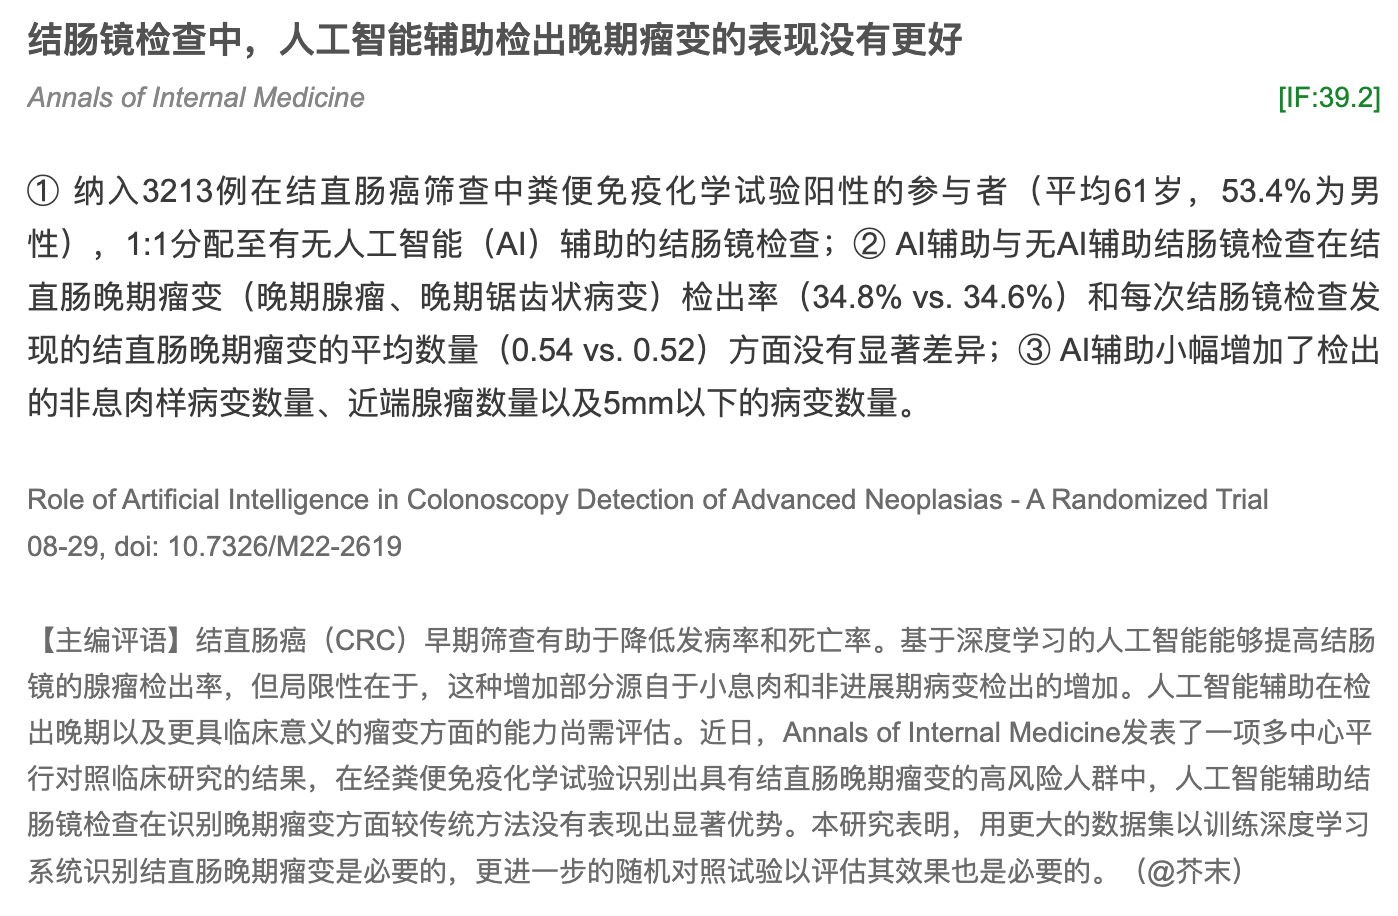 结肠镜检查中，人工智能辅助检出晚期瘤变的表现没有更好
Annals of Internal Medicine
[IF:39.2]
① 纳入3213例在结直肠癌筛查中粪便免疫化学试验阳性的参与者（平均61岁，53.4%为男
性），1:1分配至有无人工智能（AI）辅助的结肠镜检查；② AI辅助与无AI辅助结肠镜检查在结
直肠晚期瘤变（晚期腺瘤、晚期锯齿状病变）检出率（34.8% vs. 34.6%）和每次结肠镜检查发
现的结直肠晚期瘤变的平均数量（0.54 vs. 0.52）方面没有显著差异；③ AI辅助小幅增加了检出
的非息肉样病变数量、近端腺瘤数量以及5mm以下的病变数量。
Role of Artificial Intelligence in Colonoscopy Detection of Advanced Neoplasias - A Randomized Trial
08-29, doi: 10.7326/M22-2619
【主编评语】结直肠癌（CRC）早期筛查有助于降低发病率和死亡率。基于深度学习的人工智能能够提高结肠
镜的腺瘤检出率，但局限性在于，这种增加部分源自于小息肉和非进展期病变检出的增加。人工智能辅助在检
出晚期以及更具临床意义的瘤变方面的能力尚需评估。近日，Annals of Internal Medicine发表了一项多中心平
行对照临床研究的结果，在经粪便免疫化学试验识别出具有结直肠晚期瘤变的高风险人群中，人工智能辅助结
肠镜检查在识别晚期瘤变方面较传统方法没有表现出显著优势。本研究表明，用更大的数据集以训练深度学习
系统识别结直肠晚期瘤变是必要的，更进一步的随机对照试验以评估其效果也是必要的。（@芥末）